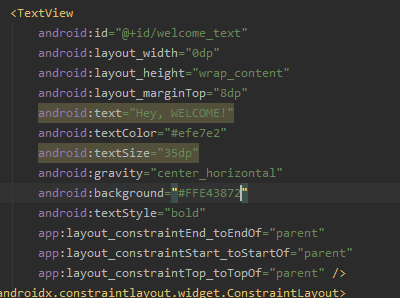 <TextView
android:id="@+id/welcome_text"
android:layout_width="0dp"
android:layout_height="wrap_content"
android:layout_marginTop="8dp"
android:text="Hey, WELCOME!"
android:textColor="#efe7e2"
android:textSize="35dp"
android:gravity="center_horizontal"
android:background="#FFE43872"
android:textStyle="bold"
app:layout_constraintEnd_toEndOf="parent"
app:layout_constraintStart_toStartOf="parent"
app:layout_constraintTop_toTopOf="parent" />
androidx.constraintlayout.widget.ConstraintLayout>